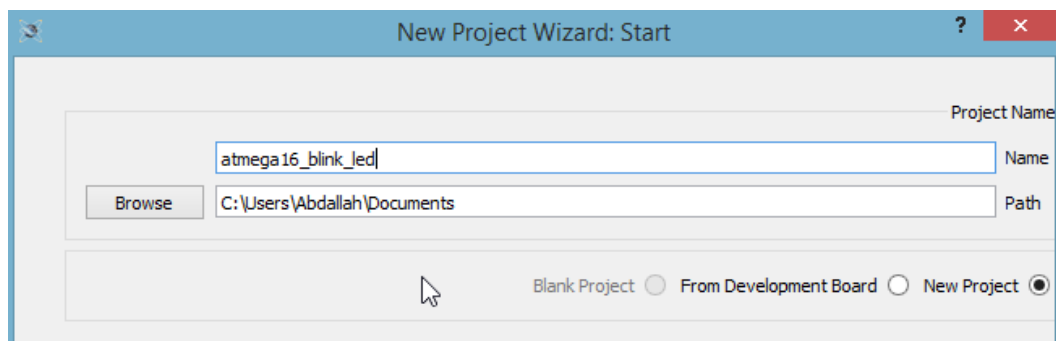 New Project Wizard: Start
?
Project Name
atmega16_blink_led Name
Browse C:\Users\Abdallah\Documents Path
Blank Project From Development Board New Project